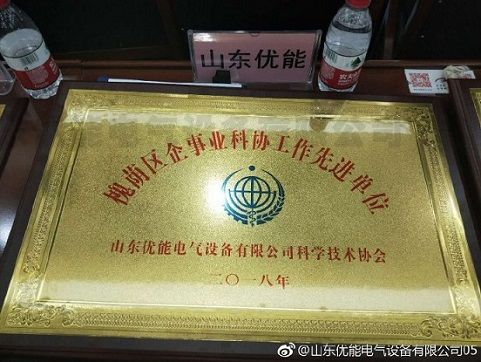 山东优能
槐荫区企事业科协工作先进单位
山东优能电气设备有限公司科学技术协会
二〇一八年
@山东优能电气设备有限公司05